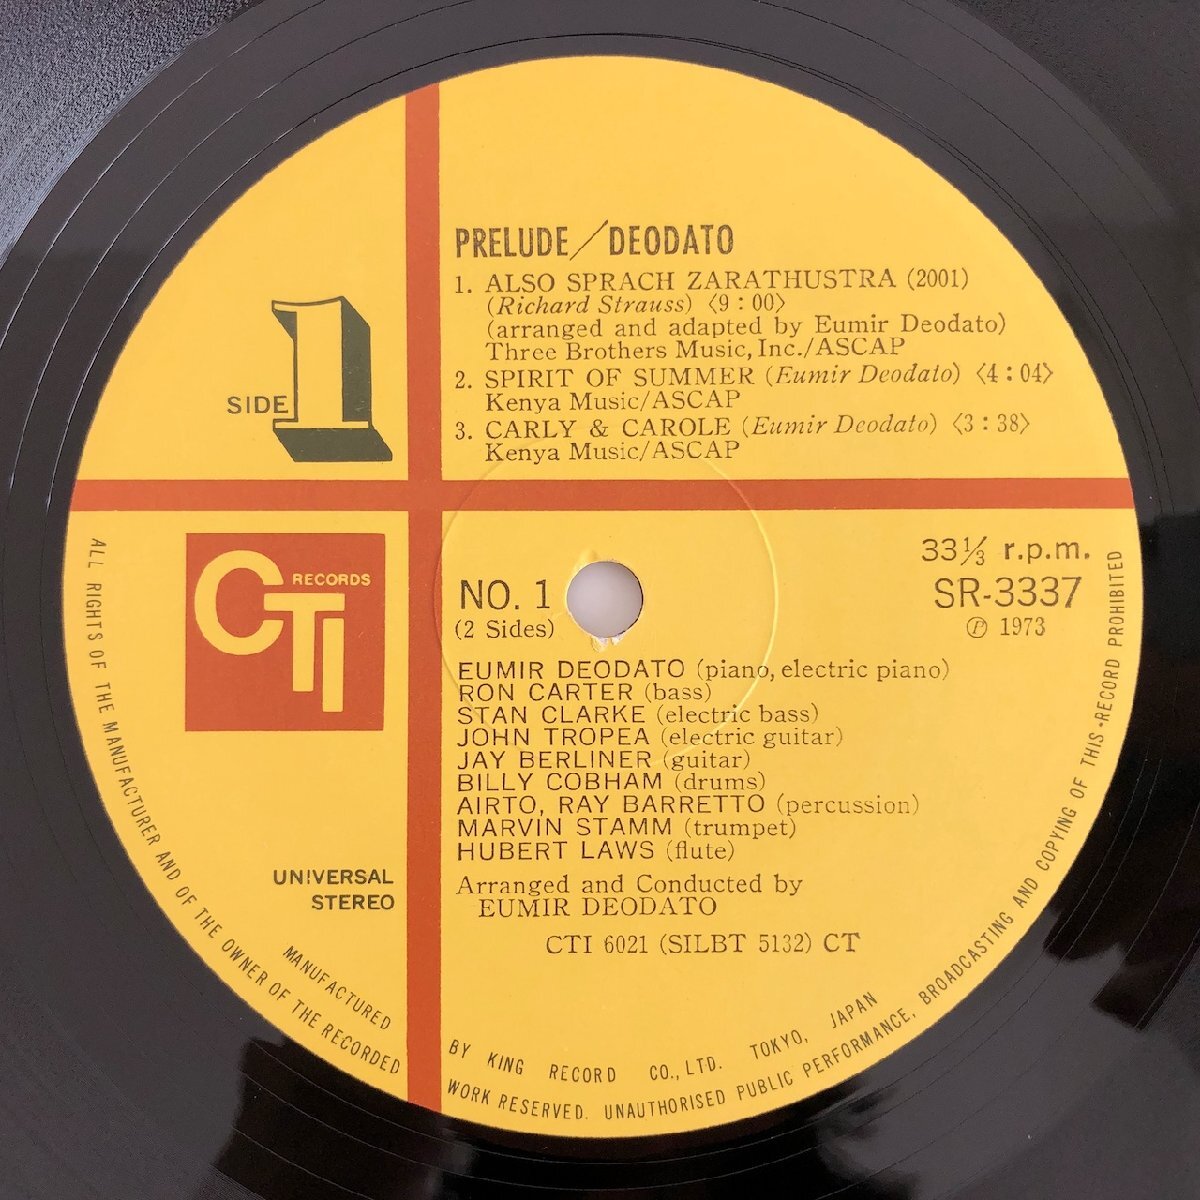 PRELUDE/DEODATO
1. ALSO SPRACH ZARATHUSTRA (2001)
(Richard Strauss) 〈9:00〉
(arranged and adapted by Eumir Deodato)
Three Brothers Music, Inc./ASCAP
2. SPIRIT OF SUMMER (Eumir Deodato) 〈4:04〉
Kenya Music/ASCAP
3. CARLY & CAROLE (Eumir Deodato) 〈3:38〉
Kenya Music/ASCAP
SIDE 1
CTI RECORDS
33⅓ r.p.m.
NO. 1
SR-3337
(2 Sides)
Ⓟ 1973
EUMIR DEODATO (piano, electric piano)
RON CARTER (bass)
STAN CLARKE (electric bass)
JOHN TROPEA (electric guitar)
JAY BERLINER (guitar)
BILLY COBHAM (drums)
AIRTO, RAY BARRETTO (percussion)
MARVIN STAMM (trumpet)
HUBERT LAWS (flute)
UNIVERSAL
STEREO
Arranged and Conducted by
EUMIR DEODATO
CTI 6021 (SILBT 5132) CT
MANUFACTURED BY KING RECORD CO., LTD. TOKYO, JAPAN
ALL RIGHTS OF THE MANUFACTURER AND OF THE OWNER OF THE RECORDED WORK RESERVED. UNAUTHORISED PUBLIC PERFORMANCE, BROADCASTING AND COPYING OF THIS RECORD PROHIBITED